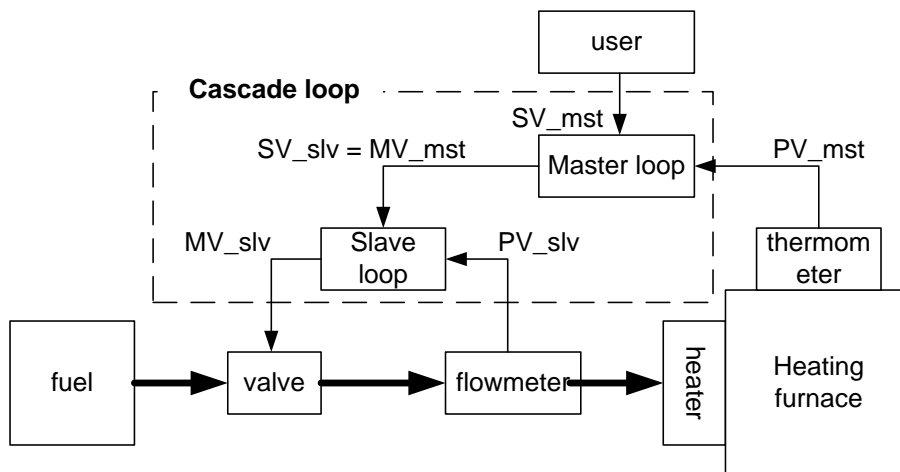 user
Cascade loop
SV_mst
SV_slv = MV_mst
Master loop
PV_mst
MV_slv
Slave
loop
PV_slv
thermom
eter
fuel
valve
flowmeter
heater
Heating
furnace